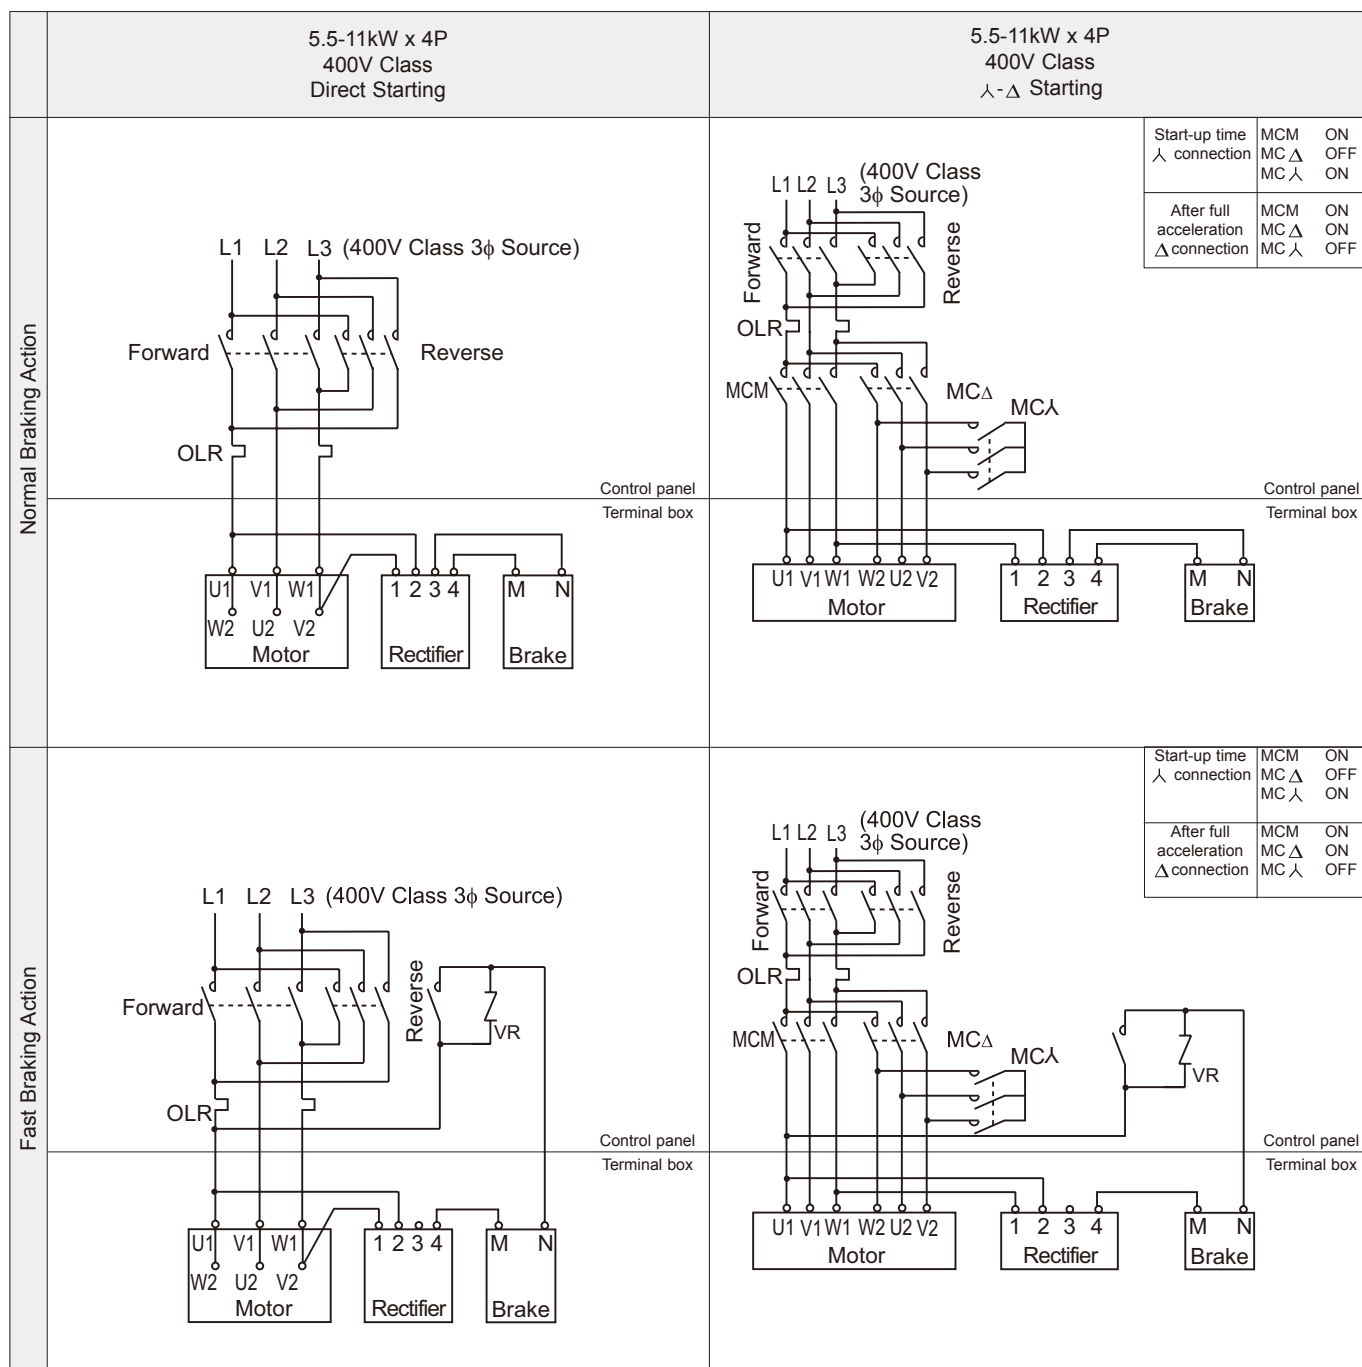 5.5-11kW x 4P
400V Class
Direct Starting
5.5-11kW x 4P
400V Class
⅄-Δ Starting
Normal Braking Action
L1 L2 L3 (400V Class 3ϕ Source)
Forward
Reverse
OLR
Control panel
Terminal box
U1 V1 W1
W2 U2 V2
Motor
1 2 3 4
Rectifier
M N
Brake
Start-up time MCM ON
⅄ connection MC Δ OFF
MC ⅄ ON
After full MCM ON
acceleration MC Δ ON
Δ connection MC ⅄ OFF
(400V Class
L1 L2 L3 3ϕ Source)
Forward
Reverse
OLR
MCM
MCΔ
MC⅄
Control panel
Terminal box
U1 V1 W1 W2 U2 V2
Motor
1 2 3 4
Rectifier
M N
Brake
Fast Braking Action
L1 L2 L3 (400V Class 3ϕ Source)
Forward
Reverse
VR
OLR
Control panel
Terminal box
U1 V1 W1
W2 U2 V2
Motor
1 2 3 4
Rectifier
M N
Brake
Start-up time MCM ON
⅄ connection MC Δ OFF
MC ⅄ ON
After full MCM ON
acceleration MC Δ ON
Δ connection MC ⅄ OFF
(400V Class
L1 L2 L3 3ϕ Source)
Forward
Reverse
OLR
MCM
MCΔ
MC⅄
VR
Control panel
Terminal box
U1 V1 W1 W2 U2 V2
Motor
1 2 3 4
Rectifier
M N
Brake